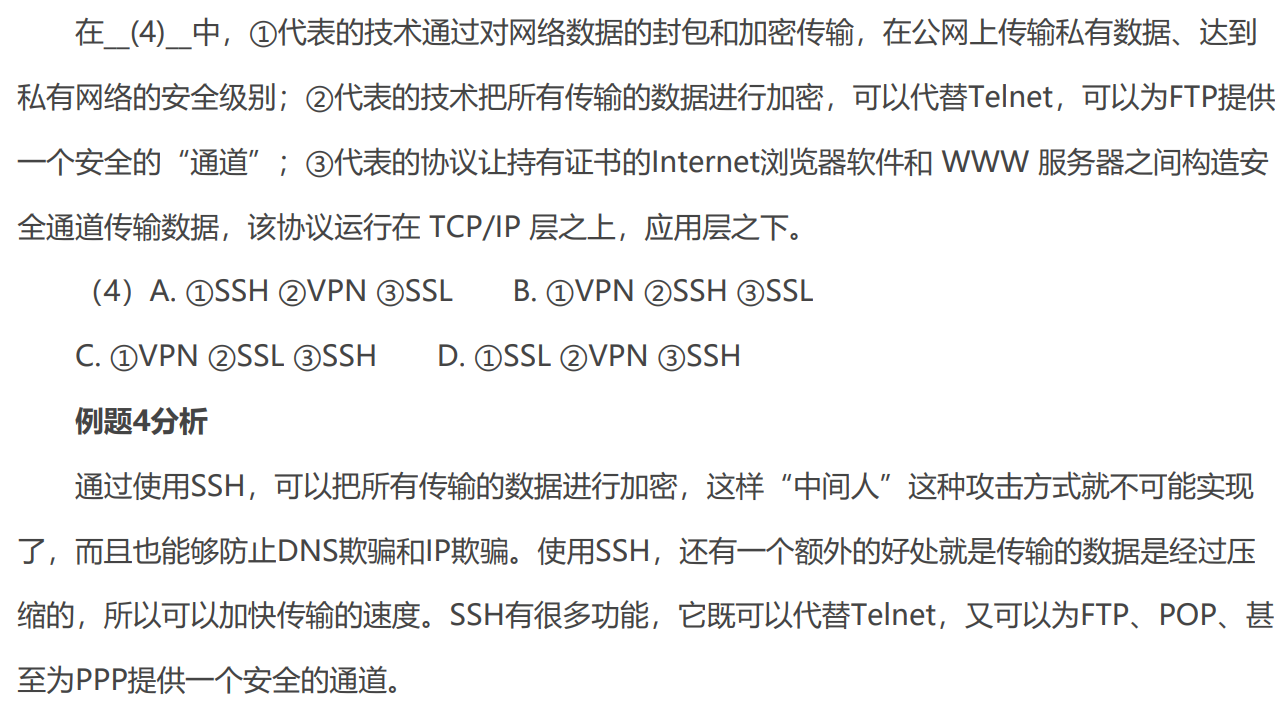 在__(4)__中，①代表的技术通过对网络数据的封包和加密传输，在公网上传输私有数据、达到
私有网络的安全级别；②代表的技术把所有传输的数据进行加密，可以代替Telnet，可以为FTP提供
一个安全的“通道”；③代表的协议让持有证书的Internet浏览器软件和 WWW 服务器之间构造安
全通道传输数据，该协议运行在 TCP/IP 层之上，应用层之下。
（4）A. ①SSH ②VPN ③SSL B. ①VPN ②SSH ③SSL
C. ①VPN ②SSL ③SSH D. ①SSL ②VPN ③SSH
例题4分析
通过使用SSH，可以把所有传输的数据进行加密，这样“中间人”这种攻击方式就不可能实现
了，而且也能够防止DNS欺骗和IP欺骗。使用SSH，还有一个额外的好处就是传输的数据是经过压
缩的，所以可以加快传输的速度。SSH有很多功能，它既可以代替Telnet，又可以为FTP、POP、甚
至为PPP提供一个安全的通道。